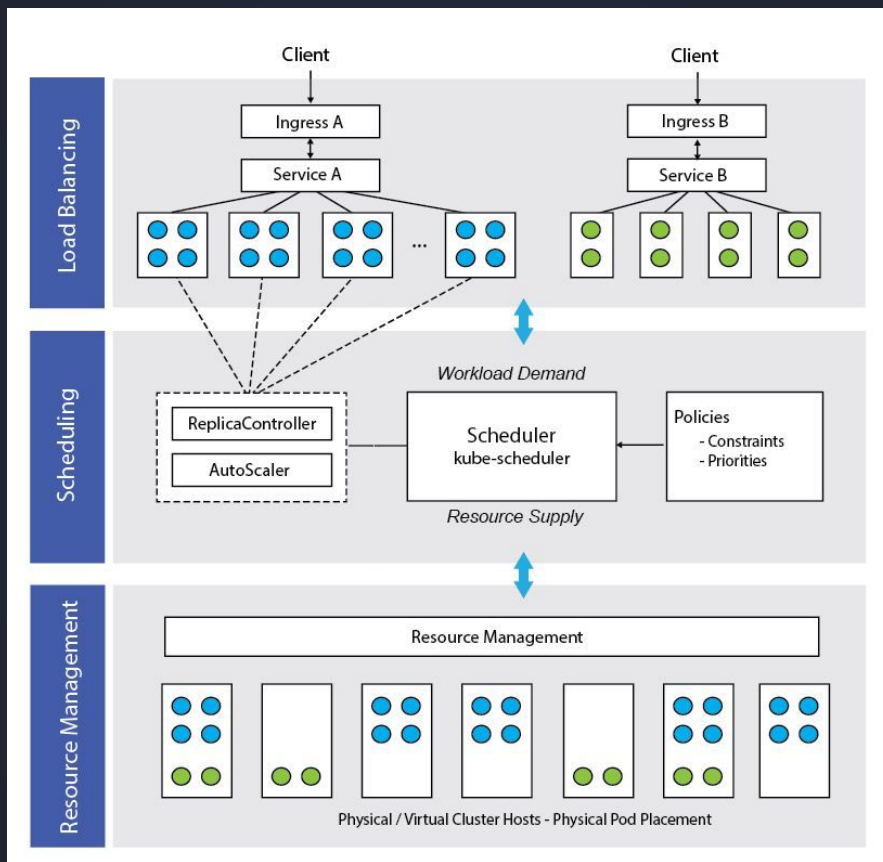 Client
Client
Load Balancing
Ingress A
Ingress B
Service A
Service B
...
Scheduling
Workload Demand
ReplicaController
AutoScaler
Scheduler
kube-scheduler
Policies
- Constraints
- Priorities
Resource Supply
Resource Management
Resource Management
Physical / Virtual Cluster Hosts - Physical Pod Placement